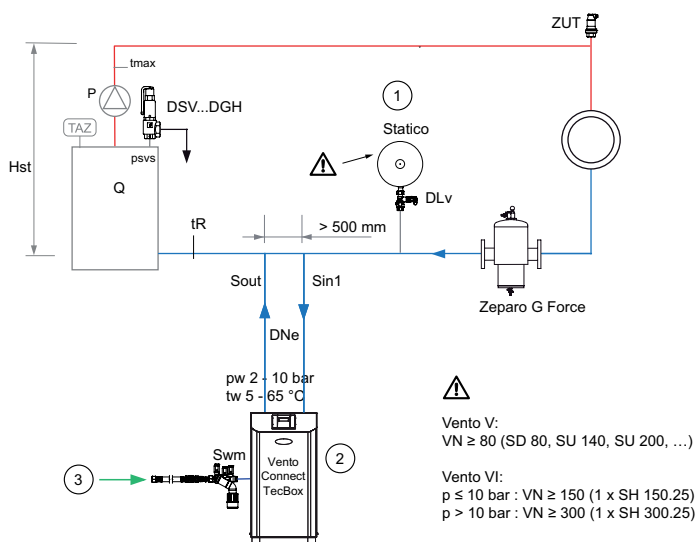 ZUT
tmax
P
DSV...DGH
1
TAZ
Statico
psvs
Hst
Q
DLv
tR
> 500 mm
Sout
Sin1
Zeparo G Force
DNe
pw 2 - 10 bar
tw 5 - 65 °C
Vento V:
VN ≥ 80 (SD 80, SU 140, SU 200, …)
Swm
Vento
Connect
TecBox
2
3
Vento VI:
p ≤ 10 bar : VN ≥ 150 (1 x SH 150.25)
p > 10 bar : VN ≥ 300 (1 x SH 300.25)